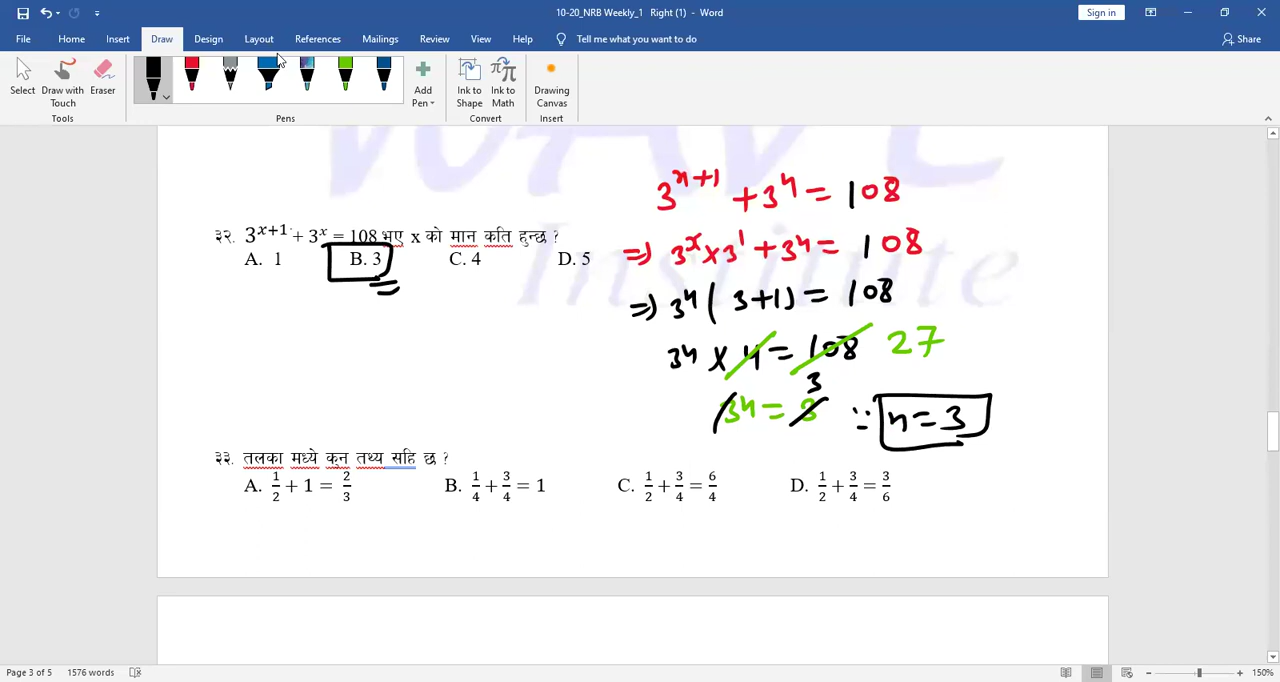 10-20_NRB Weekly_1 Right (1) - Word
Sign in
File Home Insert Draw Design Layout References Mailings Review View Help Tell me what you want to do Share
Select Draw with Touch Eraser Add Pen Ink to Shape Ink to Math Drawing Canvas
Tools Pens Convert Insert
WAVE
Institute
३२. 3^{x+1} + 3^x = 108 भुए x को मान कति हुन्छ ?
A. 1 B. 3 C. 4 D. 5
3^{x+1} + 3^x = 108
⇒ 3^x × 3^1 + 3^x = 108
⇒ 3^x (3+1) = 108
3^x × 4 = 108 27
3^x = 3^3 ∵ x = 3
३३. तलका मध्ये कुन तथ्य सहि छ ?
A. 1/2 + 1 = 2/3 B. 1/4 + 3/4 = 1 C. 1/2 + 3/4 = 6/4 D. 1/2 + 3/4 = 3/6
Page 3 of 5 1576 words 150%